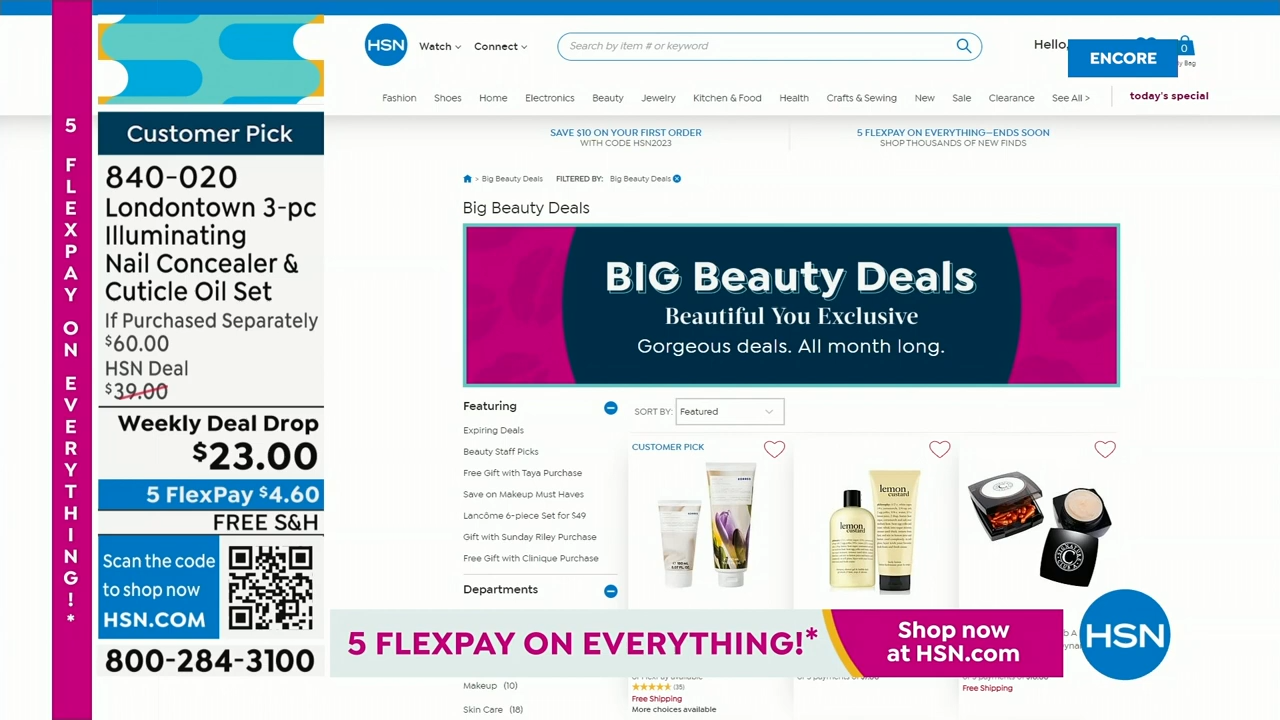 5 FLEXPAY ON EVERYTHING!*
Customer Pick
840-020
Londontown 3-pc
Illuminating
Nail Concealer &
Cuticle Oil Set
If Purchased Separately
$60.00
HSN Deal
$39.00
Weekly Deal Drop
$23.00
5 FlexPay $4.60
FREE S&H
Scan the code
to shop now
HSN.COM
800-284-3100
HSN
Watch
Connect
Search by item # or keyword
Hello,
0
Bag
ENCORE
Fashion Shoes Home Electronics Beauty Jewelry Kitchen & Food Health Crafts & Sewing New Sale Clearance See All > today's special
SAVE $10 ON YOUR FIRST ORDER
WITH CODE HSN2023
5 FLEXPAY ON EVERYTHING—ENDS SOON
SHOP THOUSANDS OF NEW FINDS
> Big Beauty Deals FILTERED BY: Big Beauty Deals
Big Beauty Deals
BIG Beauty Deals
Beautiful You Exclusive
Gorgeous deals. All month long.
Featuring
Expiring Deals
Beauty Staff Picks
Free Gift with Taya Purchase
Save on Makeup Must Haves
Lancôme 6-piece Set for $49
Gift with Sunday Riley Purchase
Free Gift with Clinique Purchase
Departments
Makeup (10)
Skin Care (18)
SORT BY: Featured
CUSTOMER PICK
KORRES
lemon custard
lemon custard
(35)
Free Shipping
More choices available
Free Shipping
5 FLEXPAY ON EVERYTHING!*
Shop now
at HSN.com
HSN